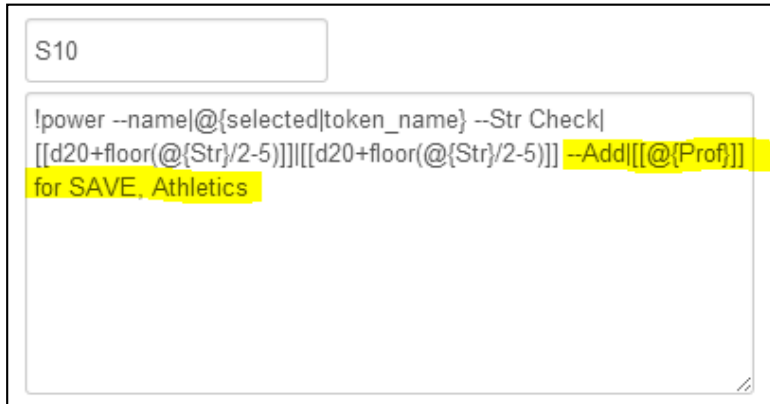 S10
!power --name|@{selected|token_name} --Str Check|
[[d20+floor(@{Str}/2-5)]]|[[d20+floor(@{Str}/2-5)]] --Add|[[@{Prof}]]
for SAVE, Athletics